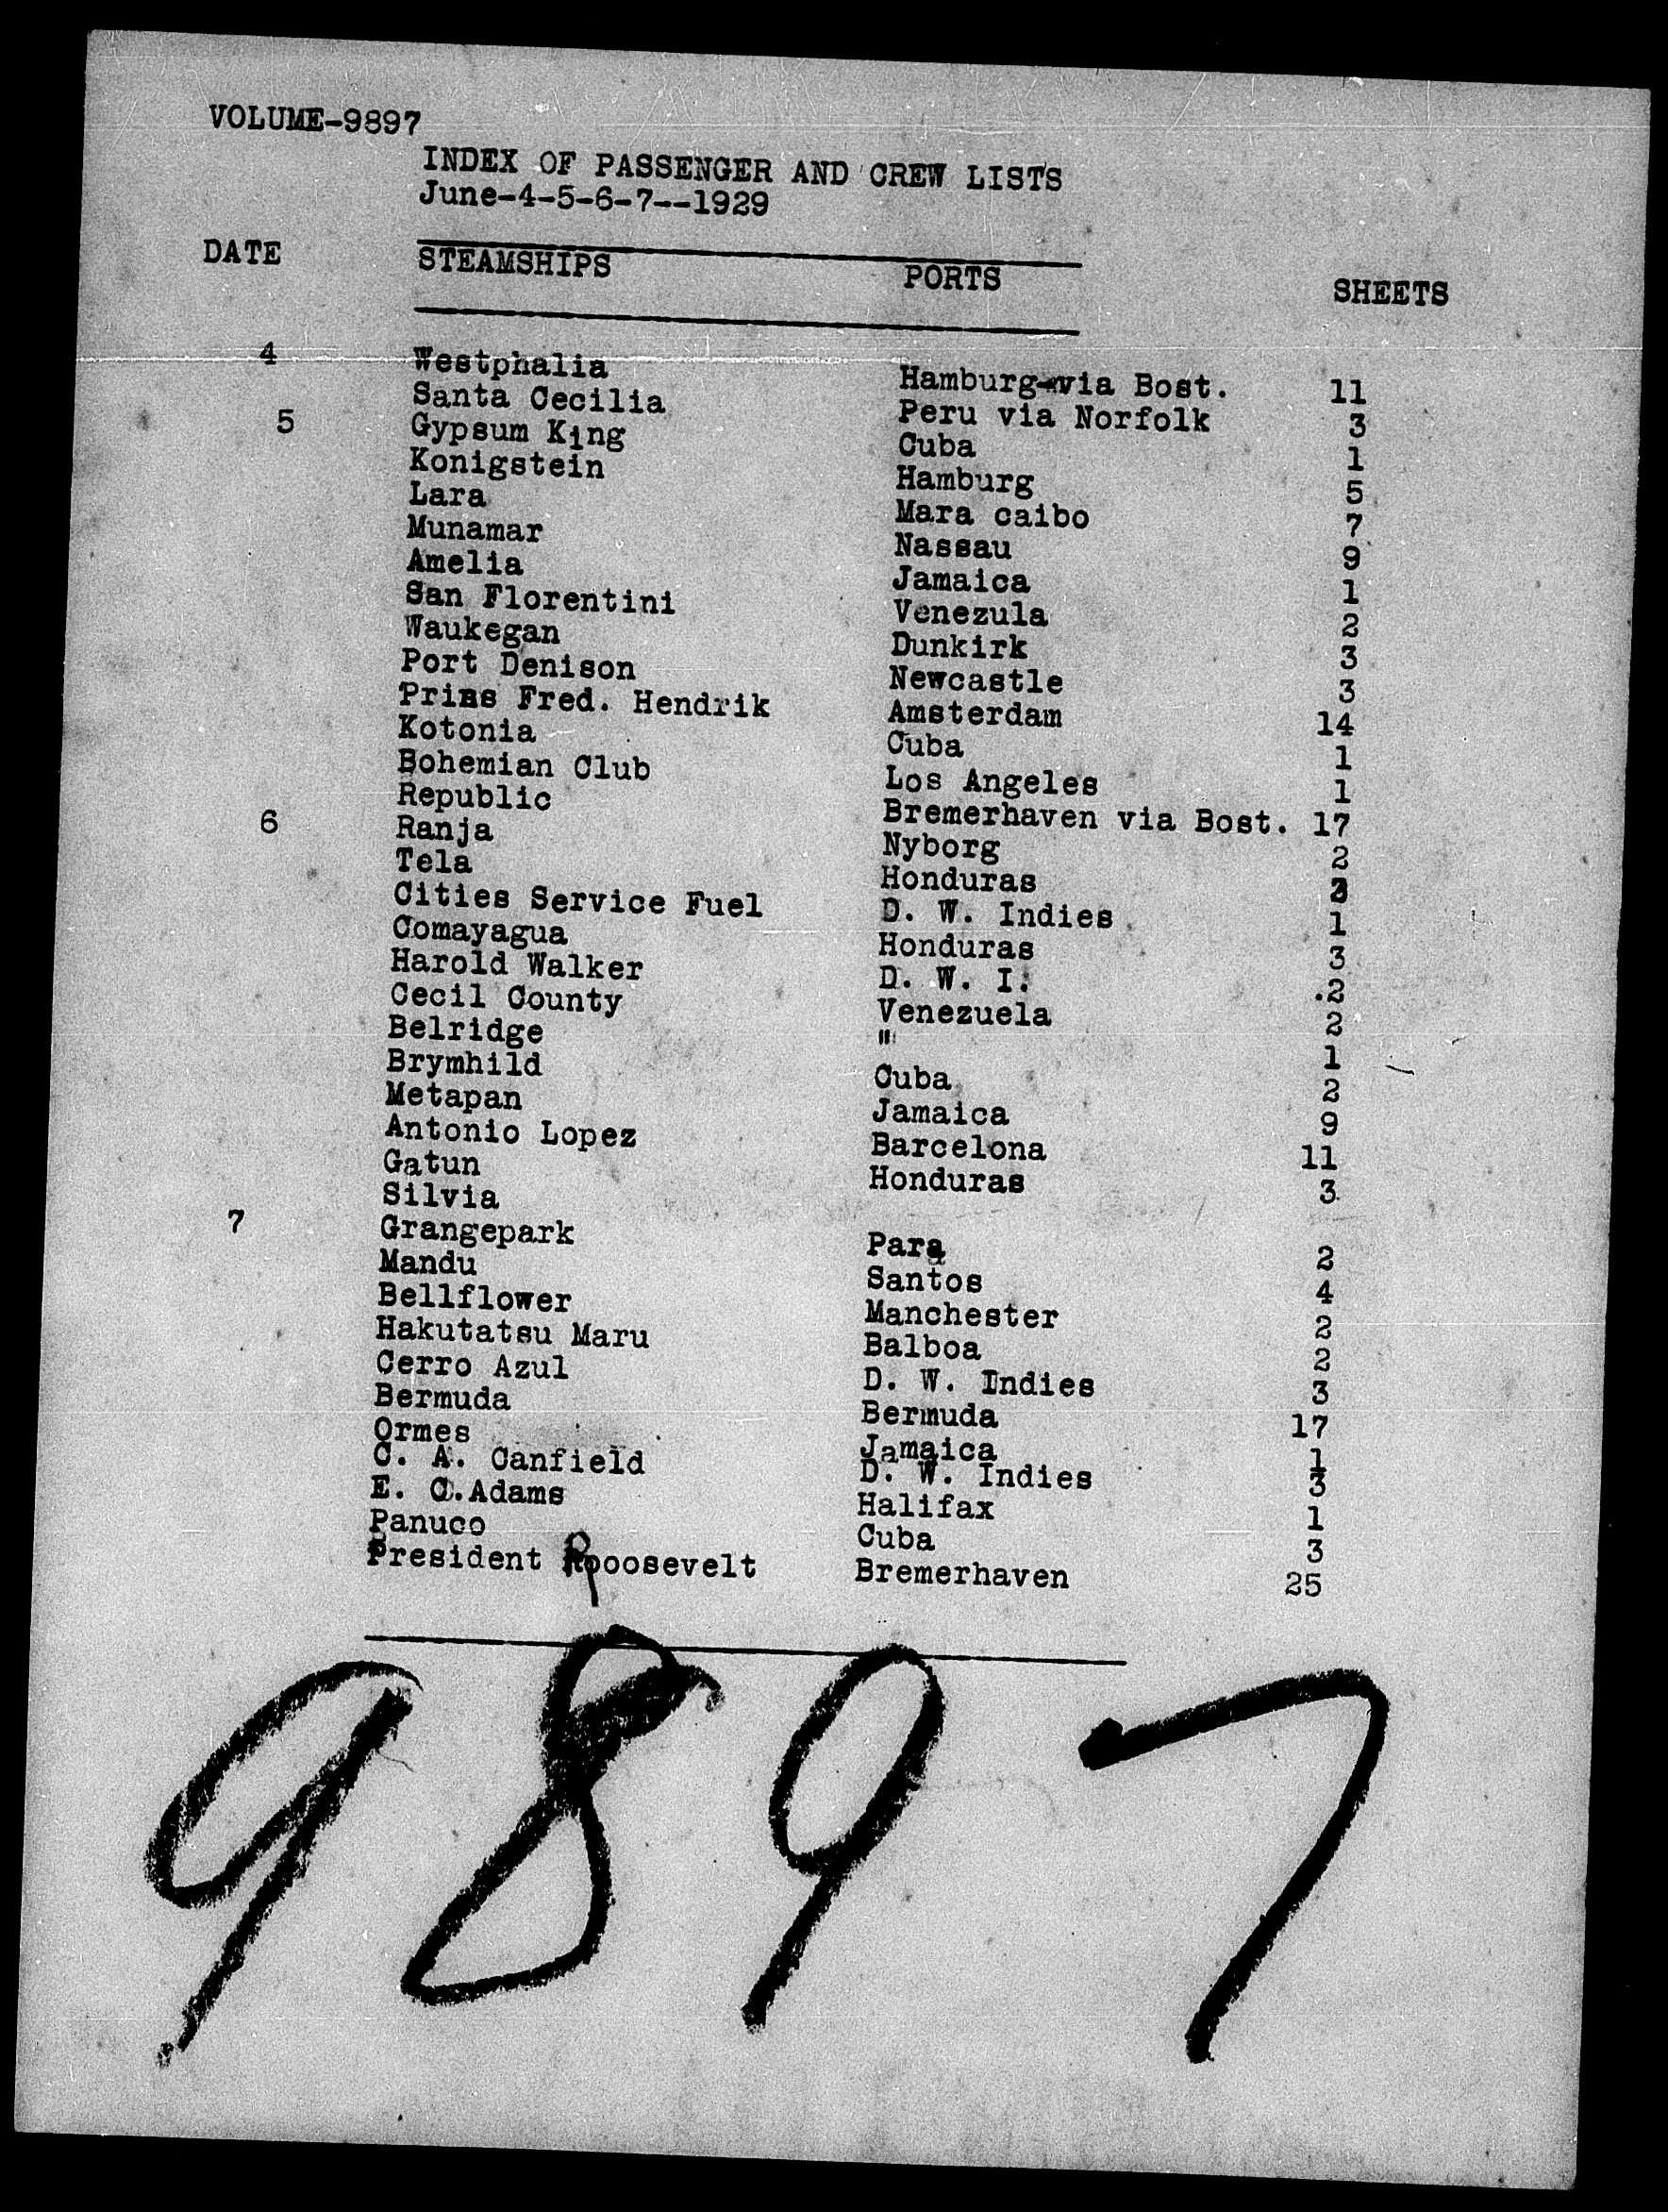 VOLUME-9897
INDEX OF PASSENGER AND CREW LISTS
June-4-5-6-7--1929
DATE STEAMSHIPS PORTS SHEETS
4 Westphalia Hamburg-via Bost. 11
Santa Cecilia Peru via Norfolk 3
5 Gypsum King Cuba 1
Konigstein Hamburg 5
Lara Mara caibo 7
Munamar Nassau 9
Amelia Jamaica 1
San Florentini Venezula 2
Waukegan Dunkirk 3
Port Denison Newcastle 3
Prins Fred. Hendrik Amsterdam 14
Kotonia Cuba 1
Bohemian Club Los Angeles 1
Republic Bremerhaven via Bost. 17
6 Ranja Nyborg 2
Tela Honduras 3
Cities Service Fuel D. W. Indies 1
Comayagua Honduras 3
Harold Walker D. W. I. .2
Cecil County Venezuela 2
Belridge " 1
Brymhild Cuba 2
Metapan Jamaica 9
Antonio Lopez Barcelona 11
Gatun Honduras 3
Silvia
7 Grangepark Para 2
Mandu Santos 4
Bellflower Manchester 2
Hakutatsu Maru Balboa 2
Cerro Azul D. W. Indies 3
Bermuda Bermuda 17
Ormes Jamaica 1
C. A. Canfield D. W. Indies 3
E. C.Adams Halifax 1
Panuco Cuba 3
President Roosevelt Bremerhaven 25
9897